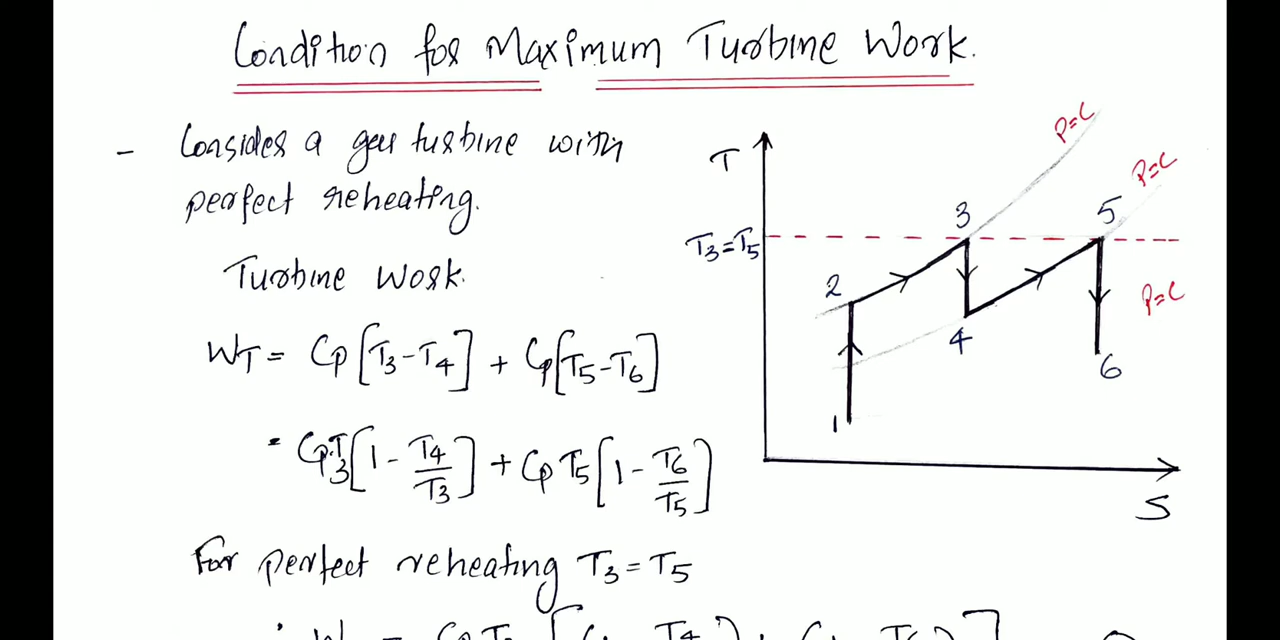 Condition for Maximum Turbine Work.
- Consider a gas turbine with
perfect reheating.
Turbine Work.
WT = Cp [T3 - T4] + Cp [T5 - T6]
= Cp.T3 [1 - T4/T3] + Cp T5 [1 - T6/T5]
For perfect reheating T3 = T5
T
T3 = T5
P=C
P=C
P=C
3
5
2
4
6
1
S